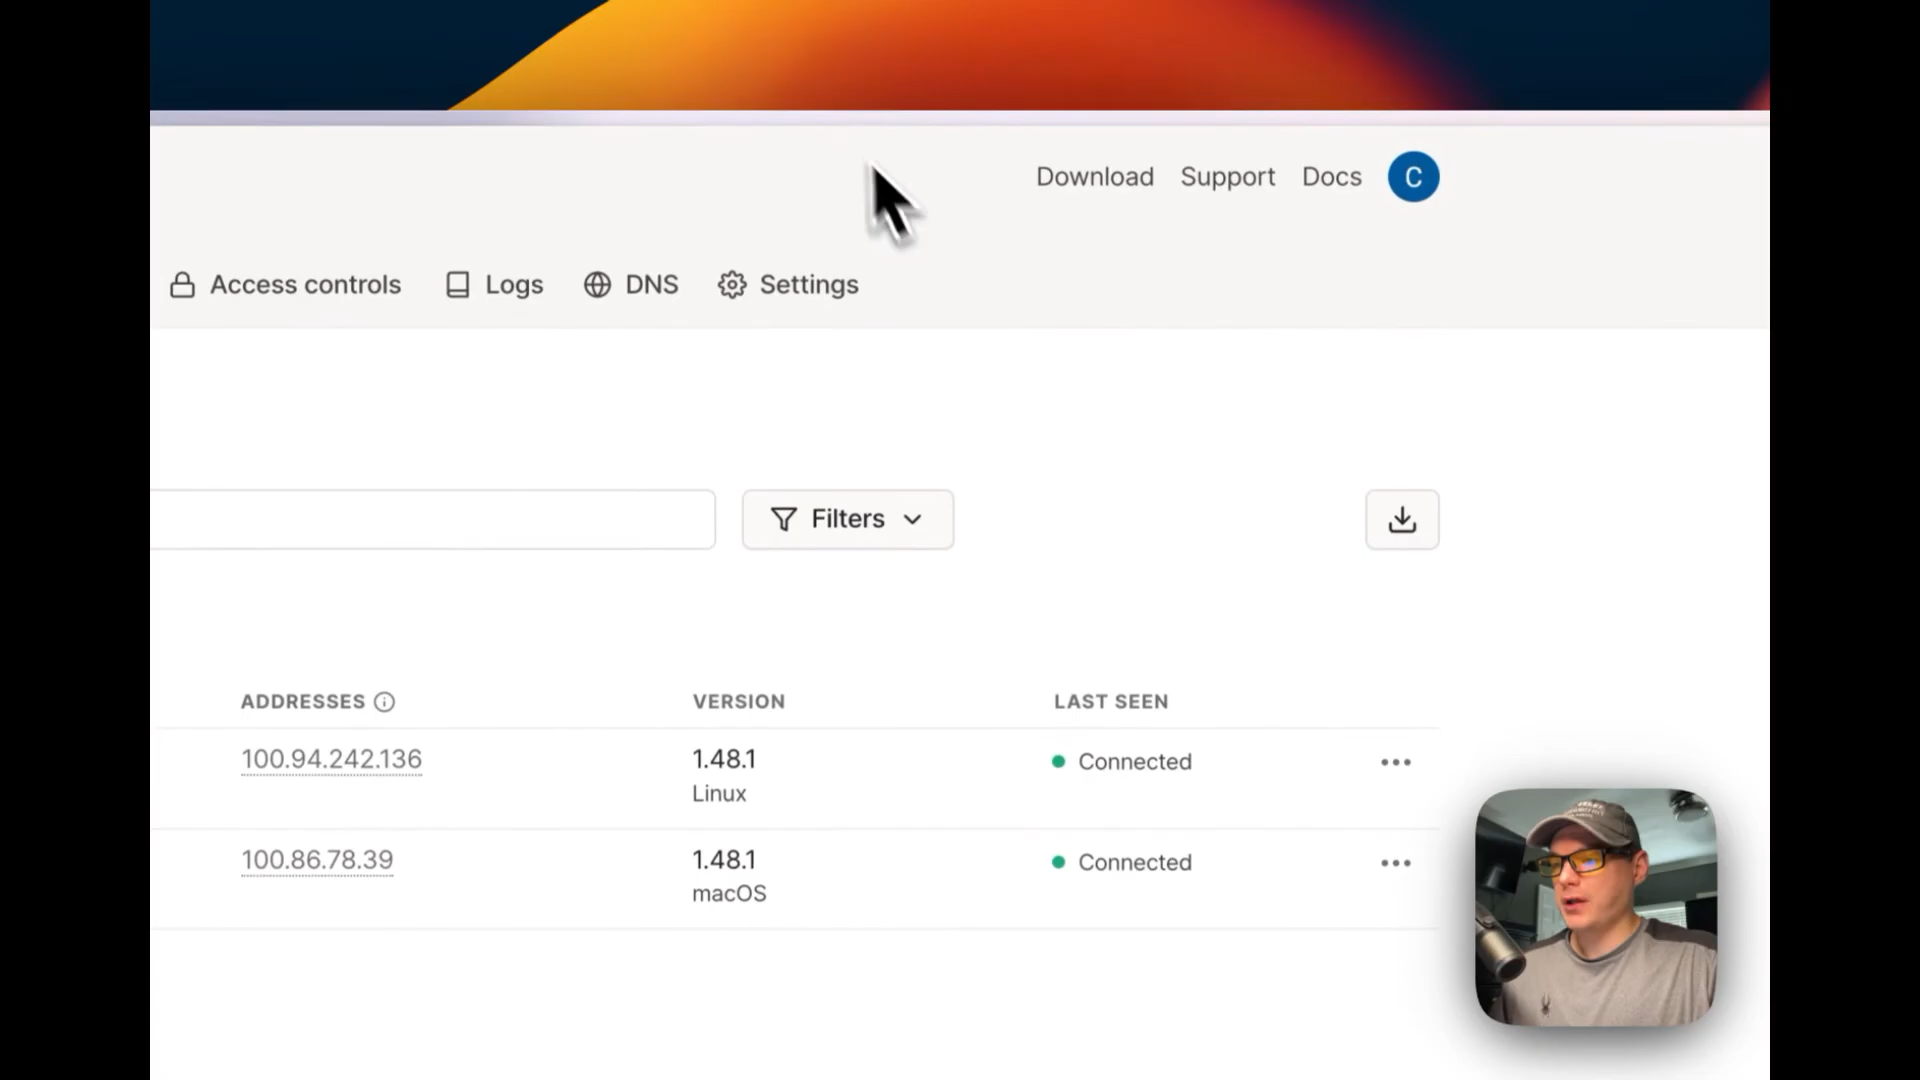 Download Support Docs C
Access controls Logs DNS Settings
Filters
ADDRESSES VERSION LAST SEEN
100.94.242.136 1.48.1 Connected
Linux
100.86.78.39 1.48.1 Connected
macOS